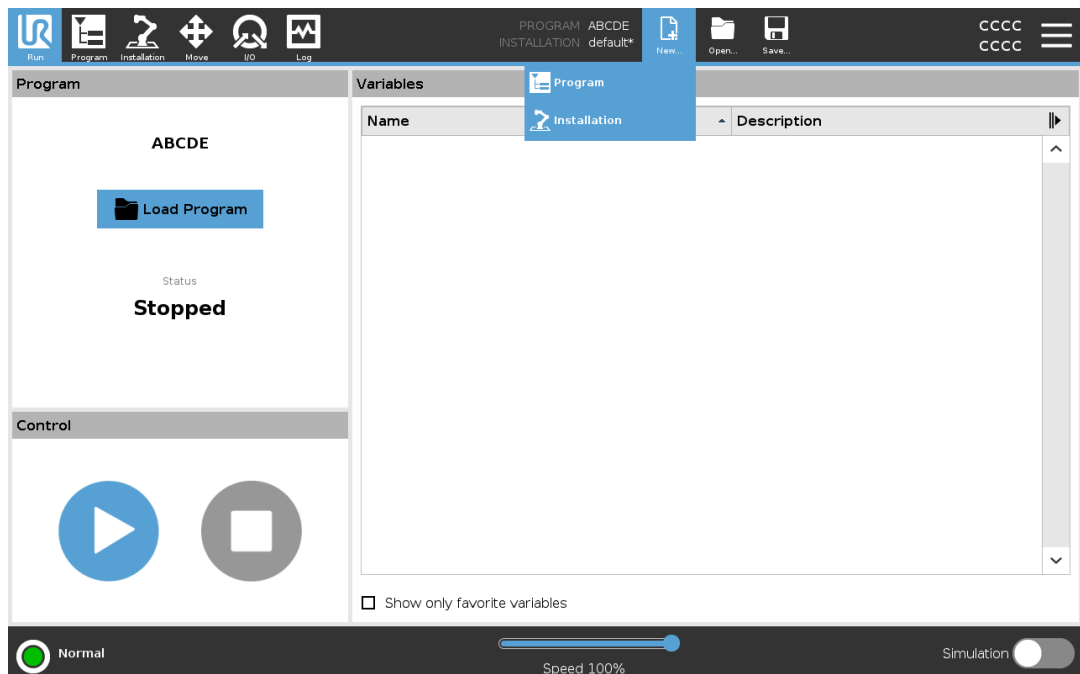 PROGRAM ABCDE
INSTALLATION default*
CCCC
CCCC
Run Program Installation Move I/O Log New... Open... Save...
Program
Variables
Program
Installation
Name
Description
ABCDE
Load Program
Status
Stopped
Control
Show only favorite variables
Normal
Speed 100%
Simulation